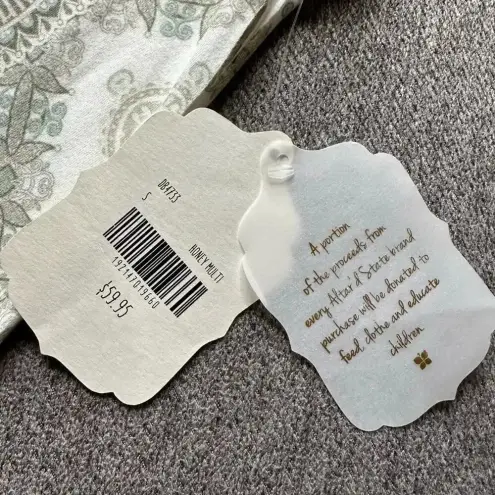 DB4733
S
HONEY MULTI
192147019660
$59.95
A portion
of the proceeds from
every Altar'd State brand
purchase will be donated to
feed clothe and educate
children